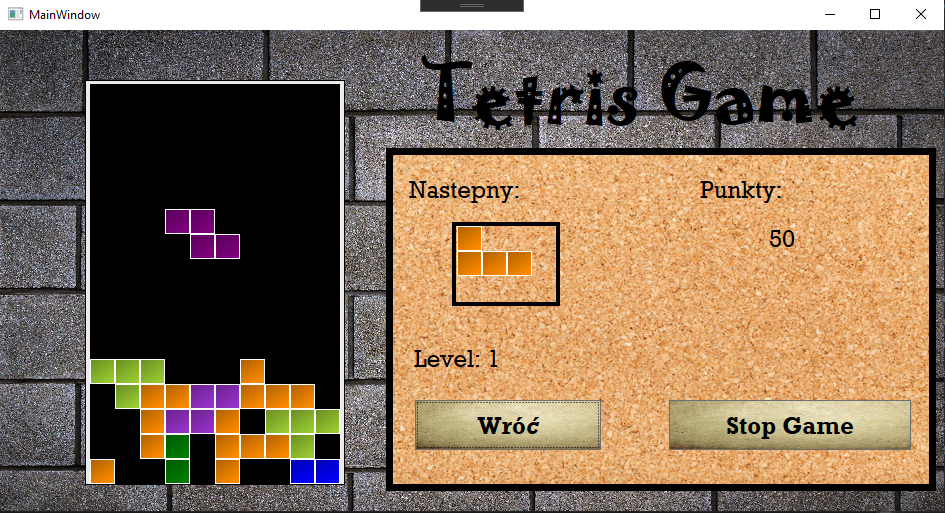 MainWindow
Tetris Game
Nastepny:
Punkty:
50
Level: 1
Wróć
Stop Game